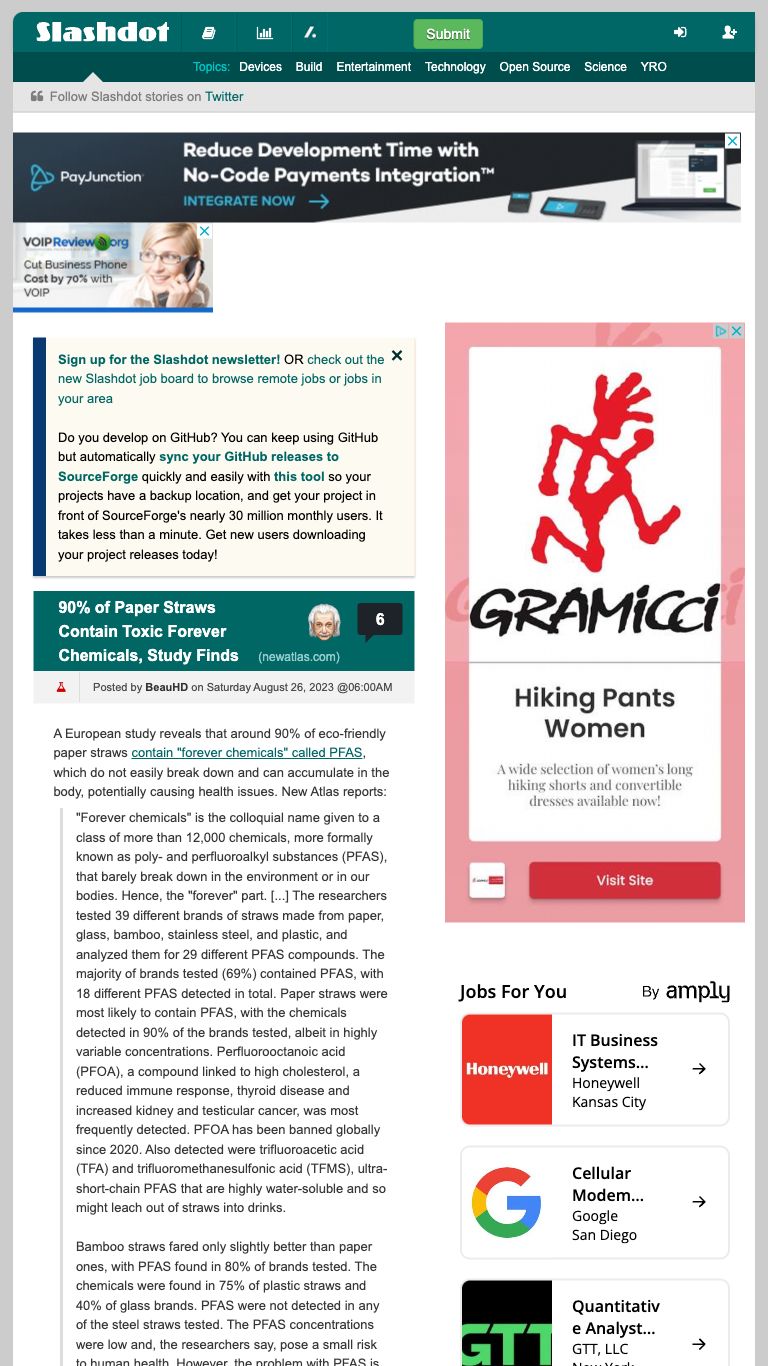 Slashdot
Submit
Topics: Devices Build Entertainment Technology Open Source Science YRO
Follow Slashdot stories on Twitter
PayJunction
Reduce Development Time with
No-Code Payments Integration™
INTEGRATE NOW
VOIPReview.org
Cut Business Phone
Cost by 70% with
VOIP
Sign up for the Slashdot newsletter! OR check out the
new Slashdot job board to browse remote jobs or jobs in
your area
Do you develop on GitHub? You can keep using GitHub
but automatically sync your GitHub releases to
SourceForge quickly and easily with this tool so your
projects have a backup location, and get your project in
front of SourceForge's nearly 30 million monthly users. It
takes less than a minute. Get new users downloading
your project releases today!
90% of Paper Straws
Contain Toxic Forever
Chemicals, Study Finds (newatlas.com)
6
Posted by BeauHD on Saturday August 26, 2023 @06:00AM
A European study reveals that around 90% of eco-friendly
paper straws contain "forever chemicals" called PFAS,
which do not easily break down and can accumulate in the
body, potentially causing health issues. New Atlas reports:
"Forever chemicals" is the colloquial name given to a
class of more than 12,000 chemicals, more formally
known as poly- and perfluoroalkyl substances (PFAS),
that barely break down in the environment or in our
bodies. Hence, the "forever" part. [...] The researchers
tested 39 different brands of straws made from paper,
glass, bamboo, stainless steel, and plastic, and
analyzed them for 29 different PFAS compounds. The
majority of brands tested (69%) contained PFAS, with
18 different PFAS detected in total. Paper straws were
most likely to contain PFAS, with the chemicals
detected in 90% of the brands tested, albeit in highly
variable concentrations. Perfluorooctanoic acid
(PFOA), a compound linked to high cholesterol, a
reduced immune response, thyroid disease and
increased kidney and testicular cancer, was most
frequently detected. PFOA has been banned globally
since 2020. Also detected were trifluoroacetic acid
(TFA) and trifluoromethanesulfonic acid (TFMS), ultra-
short-chain PFAS that are highly water-soluble and so
might leach out of straws into drinks.
Bamboo straws fared only slightly better than paper
ones, with PFAS found in 80% of brands tested. The
chemicals were found in 75% of plastic straws and
40% of glass brands. PFAS were not detected in any
of the steel straws tested. The PFAS concentrations
were low and, the researchers say, pose a small risk
to human health. However, the problem with PFAS is
GRAMICCI
Hiking Pants
Women
A wide selection of women's long
hiking shorts and convertible
dresses available now!
Visit Site
Jobs For You
By amply
Honeywell
IT Business
Systems...
Honeywell
Kansas City
Cellular
Modem...
Google
San Diego
GTT
Quantitativ
e Analyst...
GTT, LLC
New York